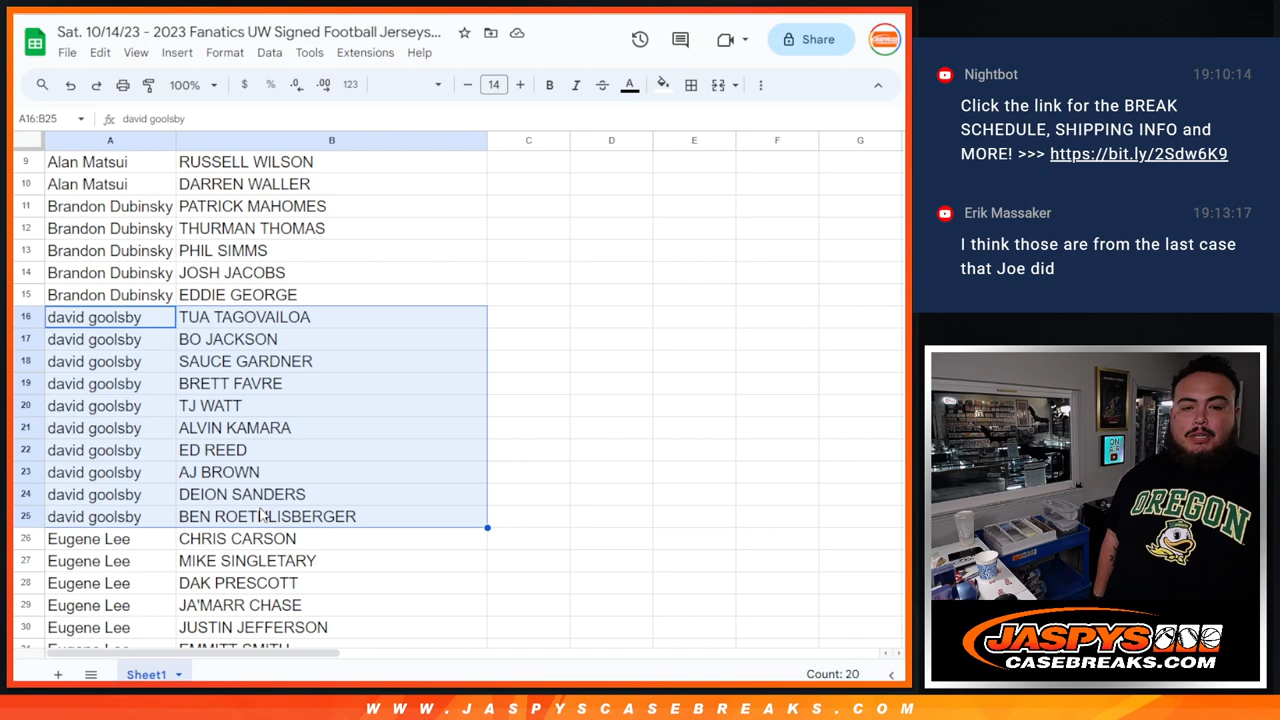 Sat. 10/14/23 - 2023 Fanatics UW Signed Football Jerseys...
File Edit View Insert Format Data Tools Extensions Help
Share
100% $ % .0 .00 123 14 B I A
A16:B25 fx david goolsby
A B C D E F G
9 Alan Matsui RUSSELL WILSON
10 Alan Matsui DARREN WALLER
11 Brandon Dubinsky PATRICK MAHOMES
12 Brandon Dubinsky THURMAN THOMAS
13 Brandon Dubinsky PHIL SIMMS
14 Brandon Dubinsky JOSH JACOBS
15 Brandon Dubinsky EDDIE GEORGE
16 david goolsby TUA TAGOVAILOA
17 david goolsby BO JACKSON
18 david goolsby SAUCE GARDNER
19 david goolsby BRETT FAVRE
20 david goolsby TJ WATT
21 david goolsby ALVIN KAMARA
22 david goolsby ED REED
23 david goolsby AJ BROWN
24 david goolsby DEION SANDERS
25 david goolsby BEN ROETHLISBERGER
26 Eugene Lee CHRIS CARSON
27 Eugene Lee MIKE SINGLETARY
28 Eugene Lee DAK PRESCOTT
29 Eugene Lee JA'MARR CHASE
30 Eugene Lee JUSTIN JEFFERSON
EMMITT SMITH
Sheet1
Count: 20
Nightbot 19:10:14
Click the link for the BREAK
SCHEDULE, SHIPPING INFO and
MORE! >>> https://bit.ly/2Sdw6K9
Erik Massaker 19:13:17
I think those are from the last case
that Joe did
ON AIR
OREGON
JASPYS
CASEBREAKS.COM
WWW.JASPYSCASEBREAKS.COM